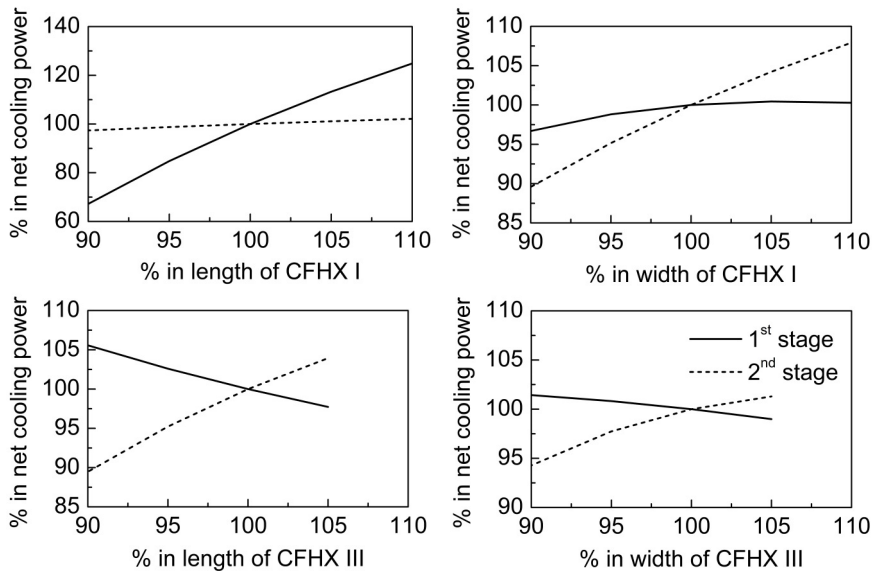 % in net cooling power
140
120
100
80
60
90 95 100 105 110
% in length of CFHX I
% in net cooling power
110
105
100
95
90
85
90 95 100 105 110
% in width of CFHX I
% in net cooling power
110
105
100
95
90
85
90 95 100 105 110
% in length of CFHX III
% in net cooling power
110
105
100
95
90
1st stage
2nd stage
90 95 100 105 110
% in width of CFHX III